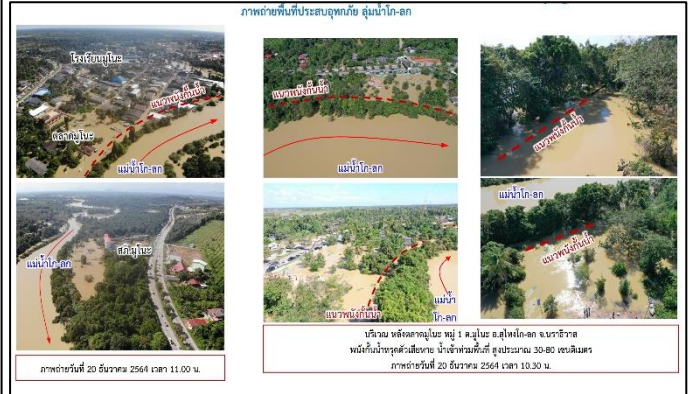 ภาพถ่ายพื้นที่ประสบอุทกภัย ลุ่มน้ำโก-ลก
โรงเรียนมูโนะ
แนวพนังกั้นน้ำ
ตลาดมูโนะ
แม่น้ำโก-ลก
แนวพนังกั้นน้ำ
แม่น้ำโก-ลก
แนวพนังกั้นน้ำ
แม่น้ำโก-ลก
สภ.มูโนะ
แนวพนังกั้นน้ำ
แม่น้ำ
โก-ลก
แม่น้ำโก-ลก
แนวพนังกั้นน้ำ
ภาพถ่ายวันที่ 20 ธันวาคม 2564 เวลา 11.00 น.
บริเวณ หลังตลาดมูโนะ หมู่ 1 ต.มูโนะ อ.สุไหงโก-ลก จ.นราธิวาส
พนังกั้นน้ำทรุดตัวเสียหาย น้ำเข้าท่วมพื้นที่ สูงประมาณ 30-80 เซนติเมตร
ภาพถ่ายวันที่ 20 ธันวาคม 2564 เวลา 10.30 น.